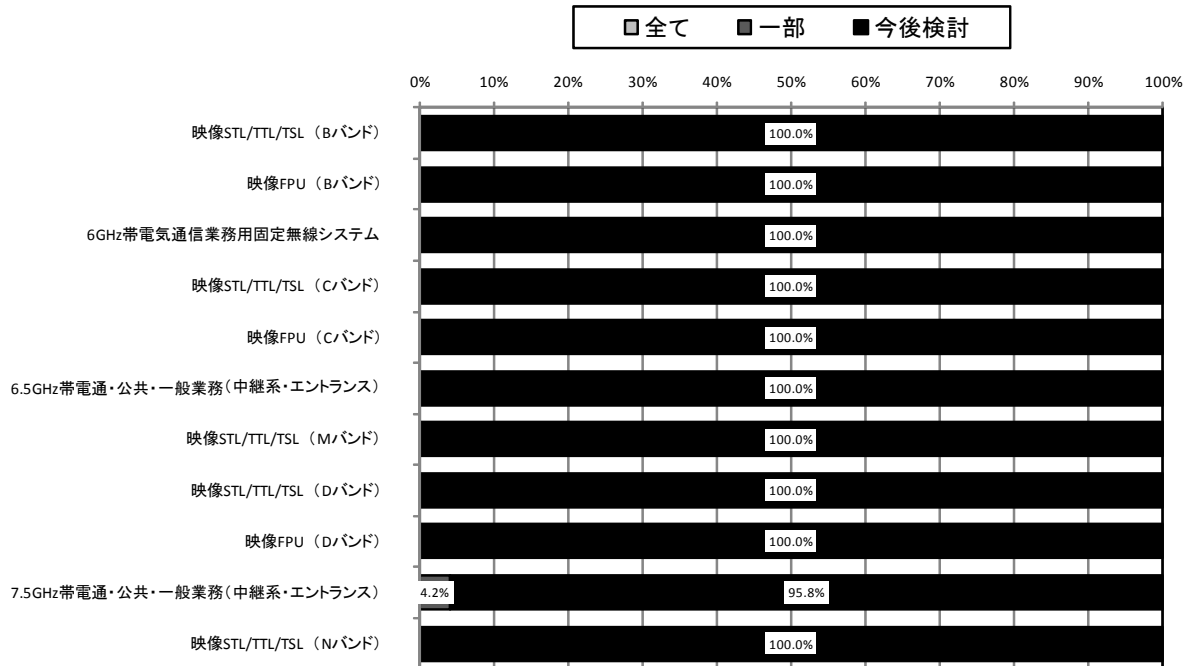 全て 一部 今後検討
0% 10% 20% 30% 40% 50% 60% 70% 80% 90% 100%
映像STL/TTL/TSL (Bバンド) 100.0%
映像FPU (Bバンド) 100.0%
6GHz帯電気通信業務用固定無線システム 100.0%
映像STL/TTL/TSL (Cバンド) 100.0%
映像FPU (Cバンド) 100.0%
6.5GHz帯電通・公共・一般業務(中継系・エントランス) 100.0%
映像STL/TTL/TSL (Mバンド) 100.0%
映像STL/TTL/TSL (Dバンド) 100.0%
映像FPU (Dバンド) 100.0%
7.5GHz帯電通・公共・一般業務(中継系・エントランス) 4.2% 95.8%
映像STL/TTL/TSL (Nバンド) 100.0%